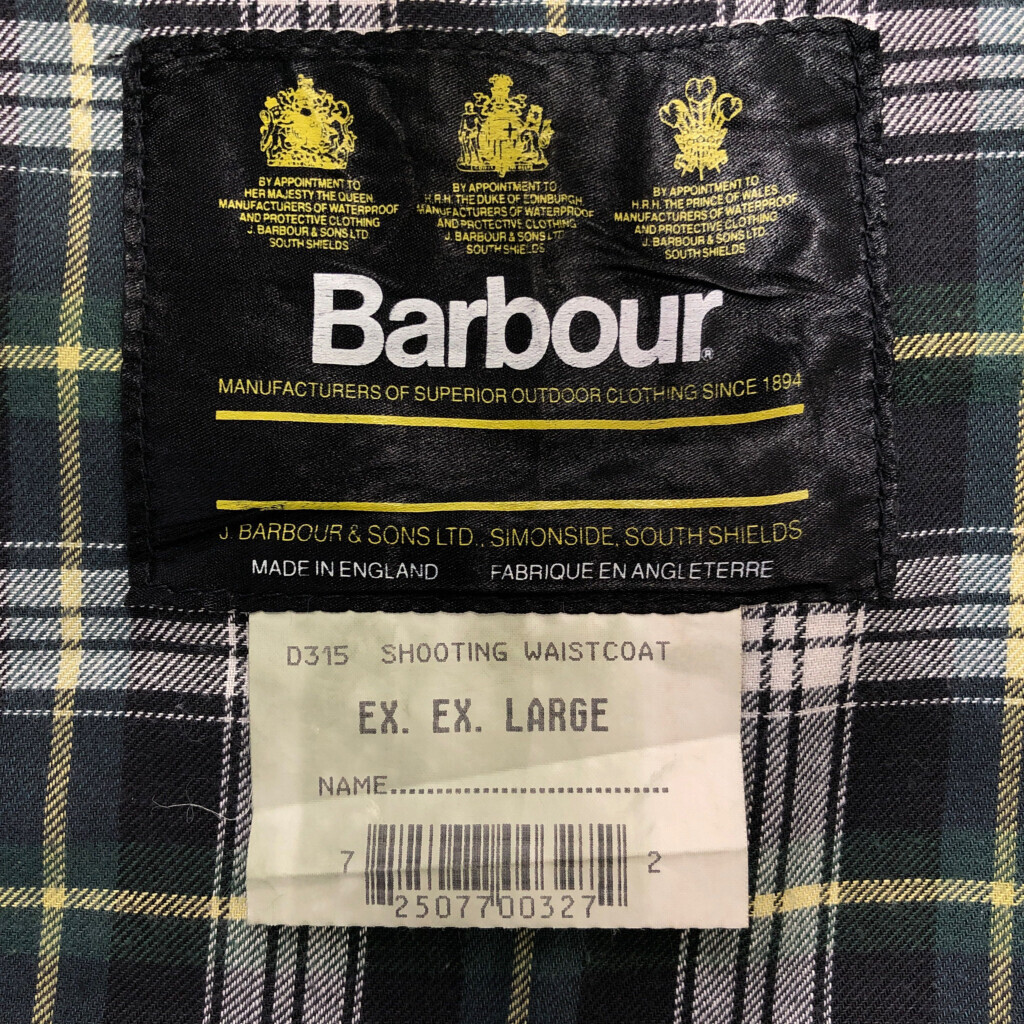 BY APPOINTMENT TO
HER MAJESTY THE QUEEN
MANUFACTURERS OF WATERPROOF
AND PROTECTIVE CLOTHING
J. BARBOUR & SONS LTD
SOUTH SHIELDS
BY APPOINTMENT TO
H.R.H. THE DUKE OF EDINBURGH
MANUFACTURERS OF WATERPROOF
AND PROTECTIVE CLOTHING
J. BARBOUR & SONS LTD
SOUTH SHIELDS
BY APPOINTMENT TO
H.R.H. THE PRINCE OF WALES
MANUFACTURERS OF WATERPROOF
AND PROTECTIVE CLOTHING
J. BARBOUR & SONS LTD.
SOUTH SHIELDS
Barbour®
MANUFACTURERS OF SUPERIOR OUTDOOR CLOTHING SINCE 1894
J. BARBOUR & SONS LTD., SIMONSIDE, SOUTH SHIELDS
MADE IN ENGLAND FABRIQUE EN ANGLETERRE
D315 SHOOTING WAISTCOAT
EX. EX. LARGE
NAME............................
7 25077 00327 2